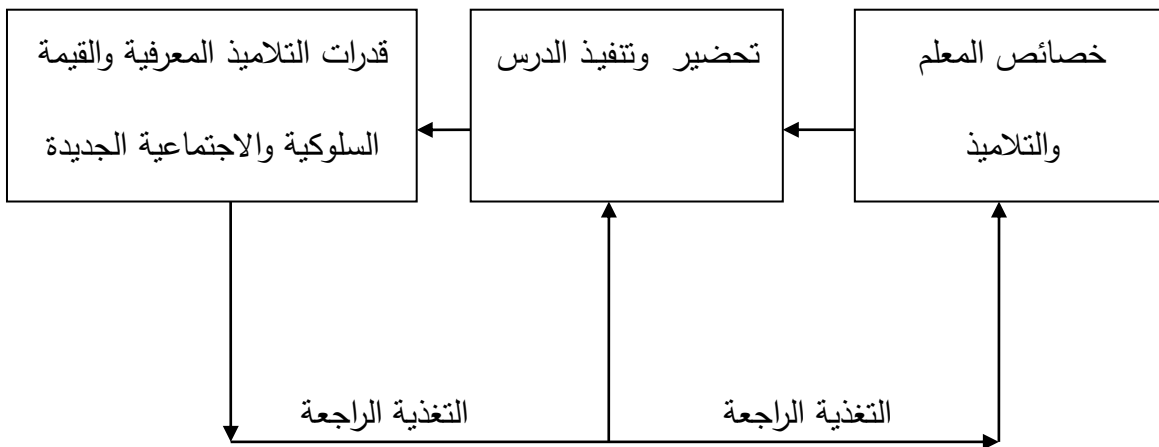 خصائص المعلم
والتلاميذ
تحضير وتنفيذ الدرس
قدرات التلاميذ المعرفية والقيمة
السلوكية والاجتماعية الجديدة
التغذية الراجعة
التغذية الراجعة